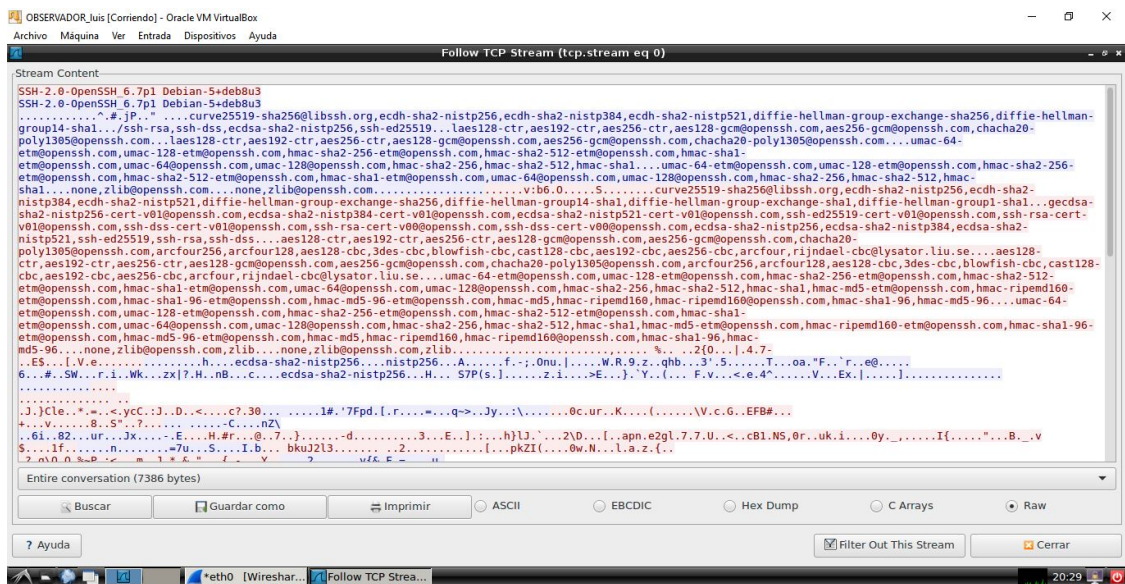 OBSERVADOR_luis [Corriendo] - Oracle VM VirtualBox
Archivo Máquina Ver Entrada Dispositivos Ayuda
Follow TCP Stream (tcp.stream eq 0)
Stream Content
SSH-2.0-OpenSSH_6.7p1 Debian-5+deb8u3
SSH-2.0-OpenSSH_6.7p1 Debian-5+deb8u3
............^.#.jP.." ....curve25519-sha256@libssh.org,ecdh-sha2-nistp256,ecdh-sha2-nistp384,ecdh-sha2-nistp521,diffie-hellman-group-exchange-sha256,diffie-hellman-
group14-sha1.../ssh-rsa,ssh-dss,ecdsa-sha2-nistp256,ssh-ed25519...laes128-ctr,aes192-ctr,aes256-ctr,aes128-gcm@openssh.com,aes256-gcm@openssh.com,chacha20-
poly1305@openssh.com...laes128-ctr,aes192-ctr,aes256-ctr,aes128-gcm@openssh.com,aes256-gcm@openssh.com,chacha20-poly1305@openssh.com....umac-64-
etm@openssh.com,umac-128-etm@openssh.com,hmac-sha2-256-etm@openssh.com,hmac-sha2-512-etm@openssh.com,hmac-sha1-
etm@openssh.com,umac-64@openssh.com,umac-128@openssh.com,hmac-sha2-256,hmac-sha2-512,hmac-sha1....umac-64-etm@openssh.com,umac-128-etm@openssh.com,hmac-sha2-256-
etm@openssh.com,hmac-sha2-512-etm@openssh.com,hmac-sha1-etm@openssh.com,umac-64@openssh.com,umac-128@openssh.com,hmac-sha2-256,hmac-sha2-512,hmac-
sha1....none,zlib@openssh.com....none,zlib@openssh.com.......................v:b6.O.....S........curve25519-sha256@libssh.org,ecdh-sha2-nistp256,ecdh-sha2-
nistp384,ecdh-sha2-nistp521,diffie-hellman-group-exchange-sha256,diffie-hellman-group14-sha1,diffie-hellman-group-exchange-sha1,diffie-hellman-group1-sha1...gecdsa-
sha2-nistp256-cert-v01@openssh.com,ecdsa-sha2-nistp384-cert-v01@openssh.com,ecdsa-sha2-nistp521-cert-v01@openssh.com,ssh-ed25519-cert-v01@openssh.com,ssh-rsa-cert-
v01@openssh.com,ssh-dss-cert-v01@openssh.com,ssh-rsa-cert-v00@openssh.com,ssh-dss-cert-v00@openssh.com,ecdsa-sha2-nistp256,ecdsa-sha2-nistp384,ecdsa-sha2-
nistp521,ssh-ed25519,ssh-rsa,ssh-dss....aes128-ctr,aes192-ctr,aes256-ctr,aes128-gcm@openssh.com,aes256-gcm@openssh.com,chacha20-
poly1305@openssh.com,arcfour256,arcfour128,aes128-cbc,3des-cbc,blowfish-cbc,cast128-cbc,aes192-cbc,aes256-cbc,arcfour,rijndael-cbc@lysator.liu.se....aes128-
ctr,aes192-ctr,aes256-ctr,aes128-gcm@openssh.com,aes256-gcm@openssh.com,chacha20-poly1305@openssh.com,arcfour256,arcfour128,aes128-cbc,3des-cbc,blowfish-cbc,cast128-
cbc,aes192-cbc,aes256-cbc,arcfour,rijndael-cbc@lysator.liu.se....umac-64-etm@openssh.com,umac-128-etm@openssh.com,hmac-sha2-256-etm@openssh.com,hmac-sha2-512-
etm@openssh.com,hmac-sha1-etm@openssh.com,umac-64@openssh.com,umac-128@openssh.com,hmac-sha2-256,hmac-sha2-512,hmac-sha1,hmac-md5-etm@openssh.com,hmac-ripemd160-
etm@openssh.com,hmac-sha1-96-etm@openssh.com,hmac-md5-96-etm@openssh.com,hmac-md5,hmac-ripemd160,hmac-ripemd160@openssh.com,hmac-sha1-96,hmac-md5-96....umac-64-
etm@openssh.com,umac-128-etm@openssh.com,hmac-sha2-256-etm@openssh.com,hmac-sha2-512-etm@openssh.com,hmac-sha1-
etm@openssh.com,umac-64@openssh.com,umac-128@openssh.com,hmac-sha2-256,hmac-sha2-512,hmac-sha1,hmac-md5-etm@openssh.com,hmac-ripemd160-etm@openssh.com,hmac-sha1-96-
etm@openssh.com,hmac-md5-96-etm@openssh.com,hmac-md5,hmac-ripemd160,hmac-ripemd160@openssh.com,hmac-sha1-96,hmac-
md5-96....none,zlib@openssh.com,zlib....none,zlib@openssh.com,zlib
ecdsa-sha2-nistp256....nistp256
ecdsa-sha2-nistp256
Entire conversation (7386 bytes)
Buscar Guardar como Imprimir ASCII EBCDIC Hex Dump C Arrays Raw
? Ayuda Filter Out This Stream Cerrar
*eth0 [Wireshar... Follow TCP Strea... 20:29